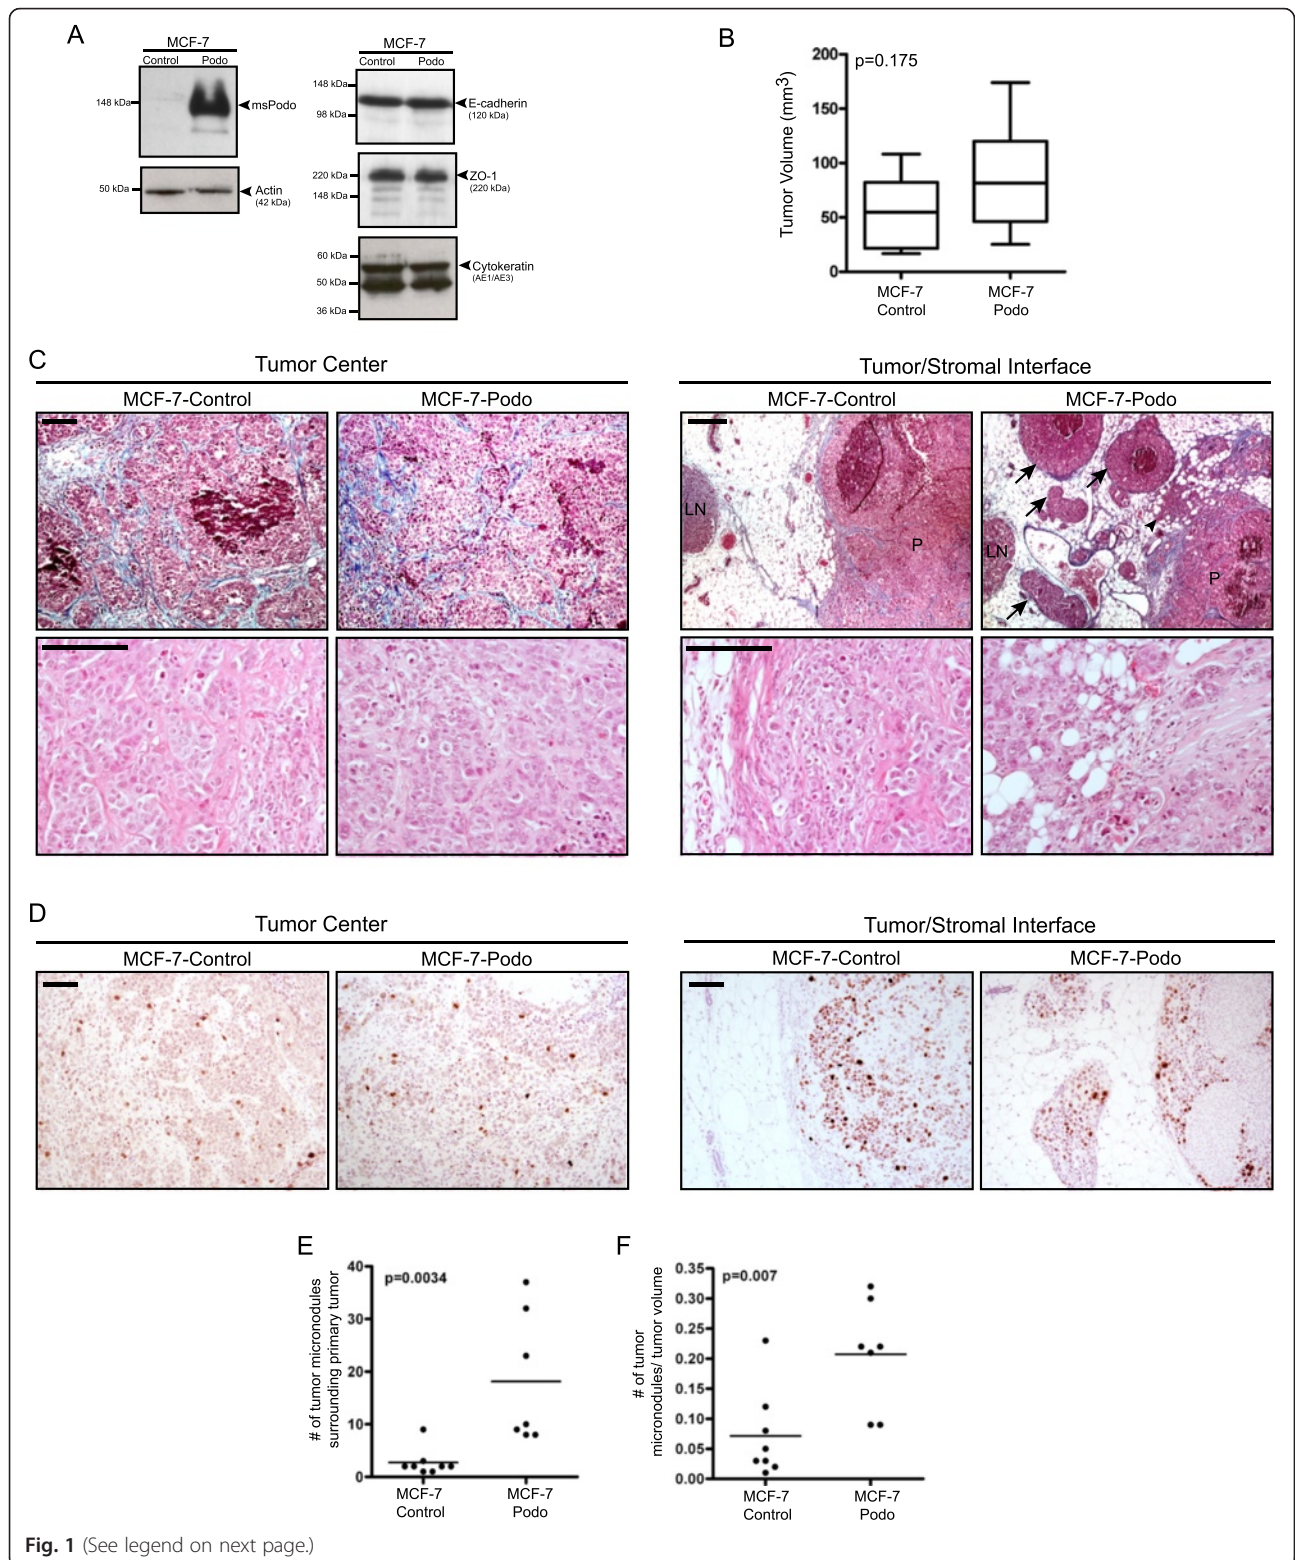 A
MCF-7
Control Podo
148 kDa
msPodo
50 kDa
Actin
(42 kDa)
MCF-7
Control Podo
148 kDa
98 kDa
E-cadherin
(120 kDa)
220 kDa
148 kDa
ZO-1
(220 kDa)
60 kDa
50 kDa
36 kDa
Cytokeratin
(AE1/AE3)
B
p=0.175
Tumor Volume (mm3)
200
150
100
50
0
MCF-7
Control
MCF-7
Podo
C
Tumor Center
MCF-7-Control
MCF-7-Podo
Tumor/Stromal Interface
MCF-7-Control
MCF-7-Podo
LN
P
LN
P
D
Tumor Center
MCF-7-Control
MCF-7-Podo
Tumor/Stromal Interface
MCF-7-Control
MCF-7-Podo
E
p=0.0034
# of tumor micronodules
surrounding primary tumor
40
30
20
10
0
MCF-7
Control
MCF-7
Podo
F
p=0.007
# of tumor
micronodules/ tumor volume
0.35
0.30
0.25
0.20
0.15
0.10
0.05
0.00
MCF-7
Control
MCF-7
Podo
Fig. 1 (See legend on next page.)